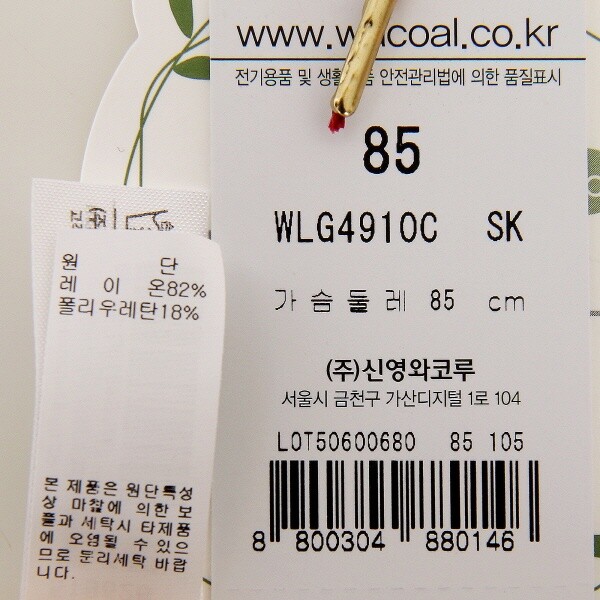 www.wacoal.co.kr
전기용품 및 생활용품 안전관리법에 의한 품질표시
85
WLG4910C SK
가슴둘레 85 cm
(주)신영와코루
서울시 금천구 가산디지털 1로 104
LOT50600680 85 105
8 800304 880146
원 단
레 이 온82%
폴리우레탄18%
본 제품은 원단특성
상 마찰에 의한 보
풀과 세탁시 타제품
에 오염될 수 있으
므로 분리세탁 바랍
니다.